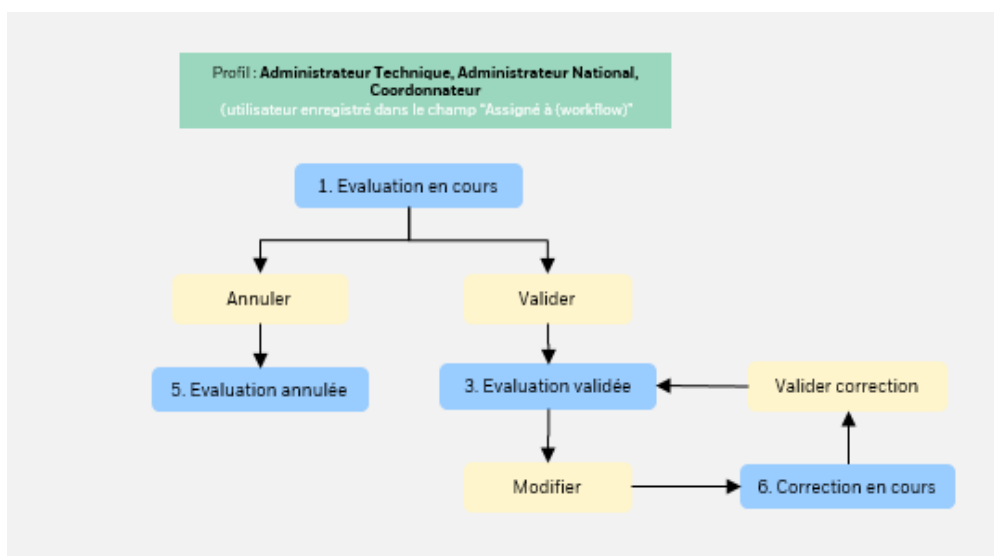 Profil : Administrateur Technique, Administrateur National,
Coordonnateur
(utilisateur enregistré dans le champ "Assigné à (workflow)"
1. Evaluation en cours
Annuler
Valider
5. Evaluation annulée
3. Evaluation validée
Valider correction
Modifier
6. Correction en cours